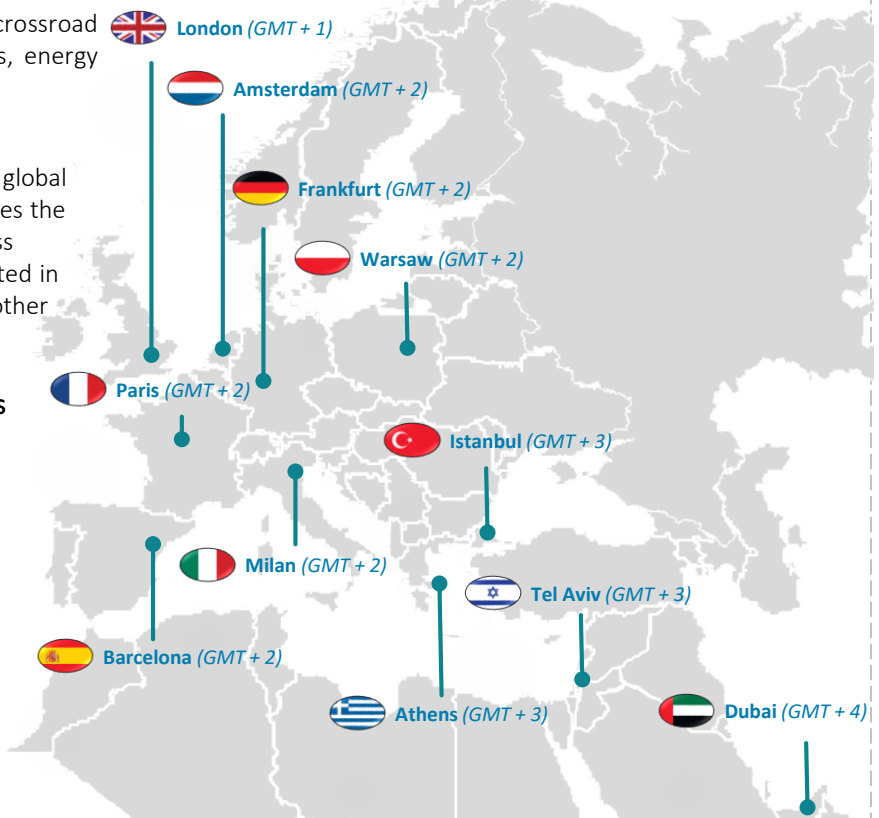 crossroad
s, energy
global
es the
ss
ted in
other
s
London (GMT + 1)
Amsterdam (GMT + 2)
Frankfurt (GMT + 2)
Warsaw (GMT + 2)
Paris (GMT + 2)
Istanbul (GMT + 3)
Milan (GMT + 2)
Tel Aviv (GMT + 3)
Barcelona (GMT + 2)
Athens (GMT + 3)
Dubai (GMT + 4)